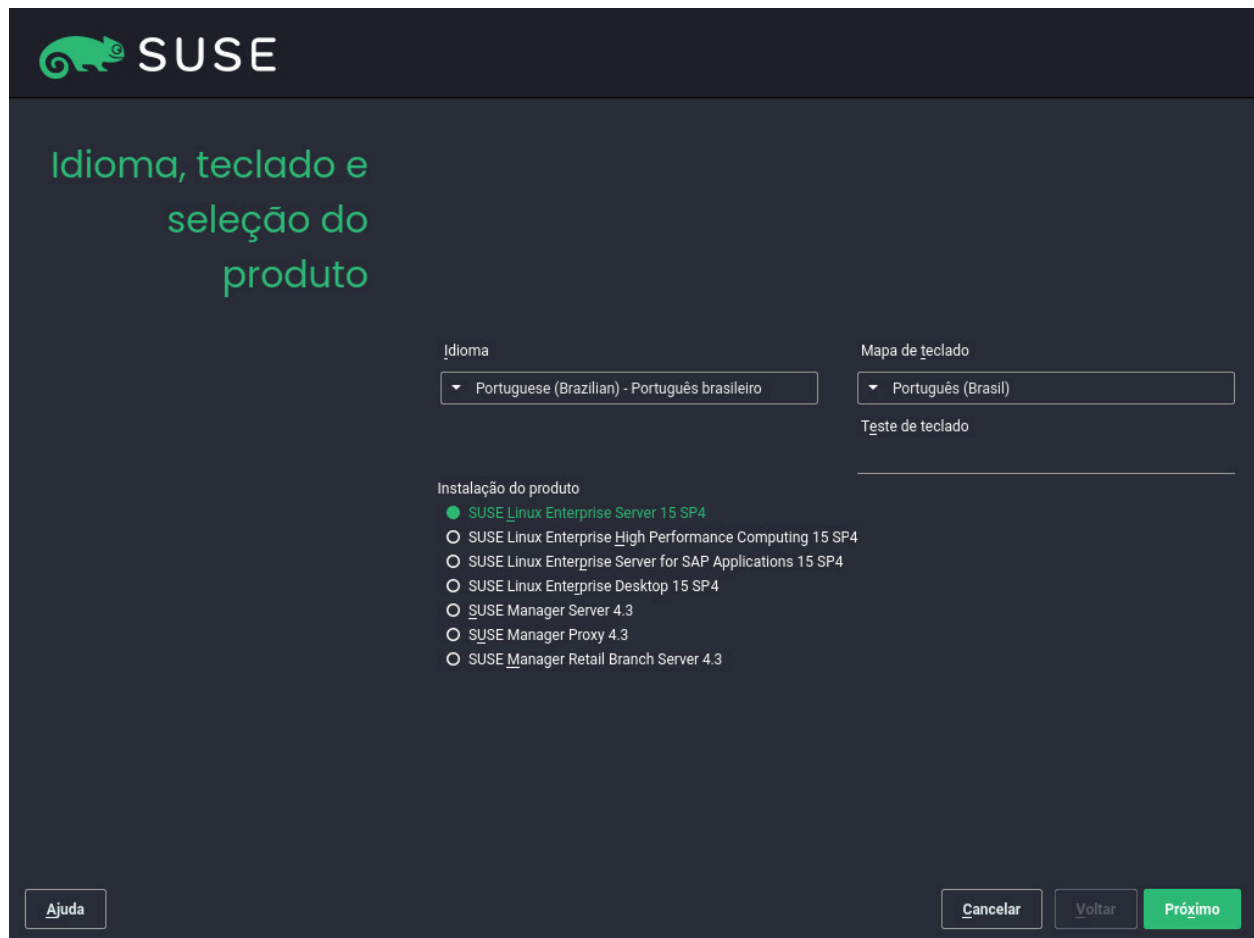 SUSE
Idioma, teclado e
seleção do
produto
Idioma
Mapa de teclado
Portuguese (Brazilian) - Português brasileiro
Português (Brasil)
Teste de teclado
Instalação do produto
SUSE Linux Enterprise Server 15 SP4
SUSE Linux Enterprise High Performance Computing 15 SP4
SUSE Linux Enterprise Server for SAP Applications 15 SP4
SUSE Linux Enterprise Desktop 15 SP4
SUSE Manager Server 4.3
SUSE Manager Proxy 4.3
SUSE Manager Retail Branch Server 4.3
Ajuda
Cancelar
Voltar
Próximo